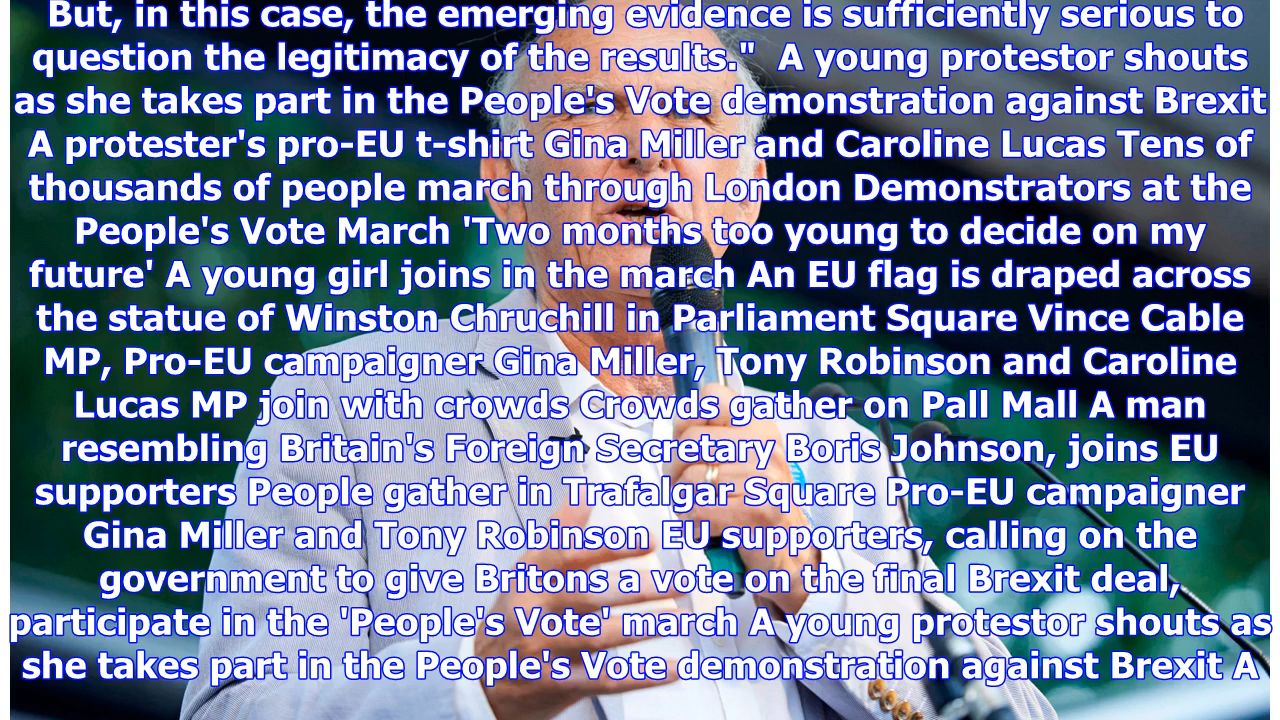 But, in this case, the emerging evidence is sufficiently serious to
question the legitimacy of the results."  A young protestor shouts
as she takes part in the People's Vote demonstration against Brexit
A protester's pro-EU t-shirt Gina Miller and Caroline Lucas Tens of
thousands of people march through London Demonstrators at the
People's Vote March 'Two months too young to decide on my
future' A young girl joins in the march An EU flag is draped across
the statue of Winston Chruchill in Parliament Square Vince Cable
MP, Pro-EU campaigner Gina Miller, Tony Robinson and Caroline
Lucas MP join with crowds Crowds gather on Pall Mall A man
resembling Britain's Foreign Secretary Boris Johnson, joins EU
supporters People gather in Trafalgar Square Pro-EU campaigner
Gina Miller and Tony Robinson EU supporters, calling on the
government to give Britons a vote on the final Brexit deal,
participate in the 'People's Vote' march A young protestor shouts as
she takes part in the People's Vote demonstration against Brexit A